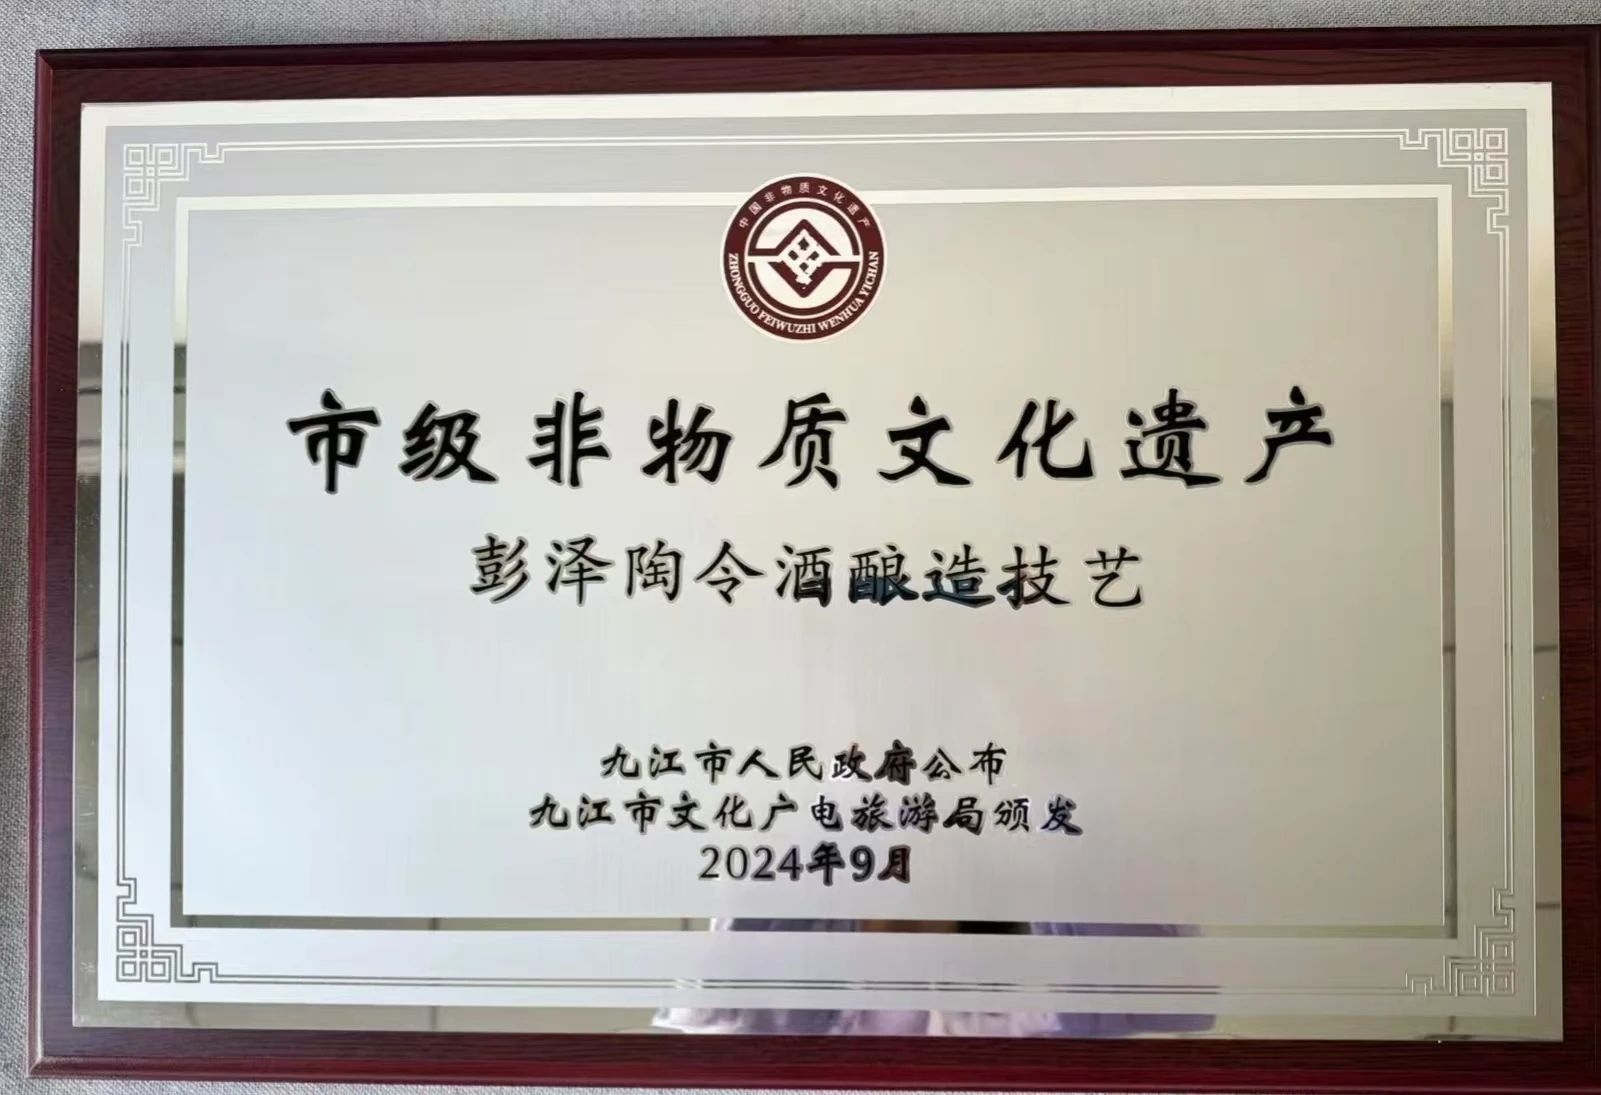 中国非物质文化遗产
ZHONGGUO FEIWUZHI WENHUA YICHAN
市级非物质文化遗产
彭泽陶令酒酿造技艺
九江市人民政府公布
九江市文化广电旅游局颁发
2024年9月